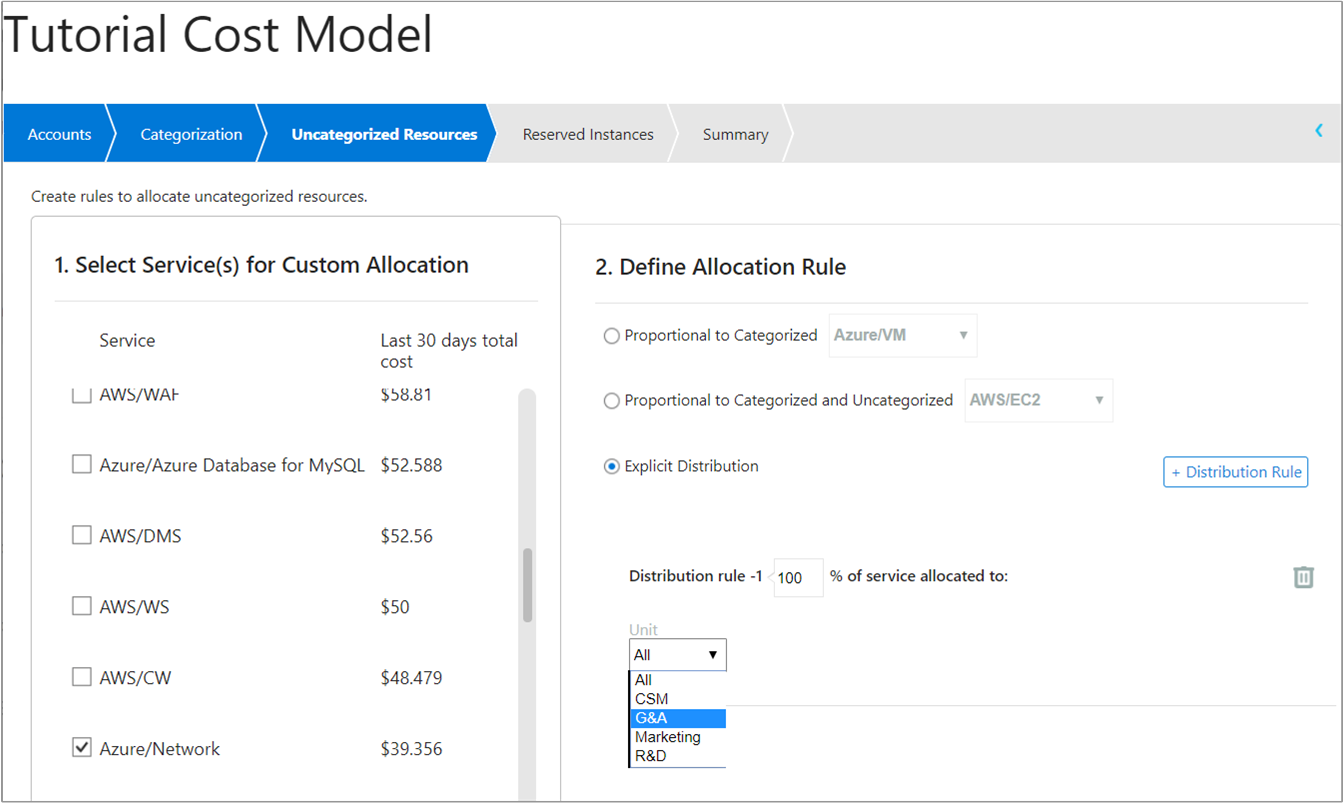 Tutorial Cost Model
Accounts
Categorization
Uncategorized Resources
Reserved Instances
Summary
Create rules to allocate uncategorized resources.
1. Select Service(s) for Custom Allocation
Service
Last 30 days total
cost
AWS/WAF $58.81
Azure/Azure Database for MySQL $52.588
AWS/DMS $52.56
AWS/WS $50
AWS/CW $48.479
Azure/Network $39.356
2. Define Allocation Rule
Proportional to Categorized Azure/VM
Proportional to Categorized and Uncategorized AWS/EC2
Explicit Distribution
+ Distribution Rule
Distribution rule -1 100 % of service allocated to:
Unit
All
All
CSM
G&A
Marketing
R&D